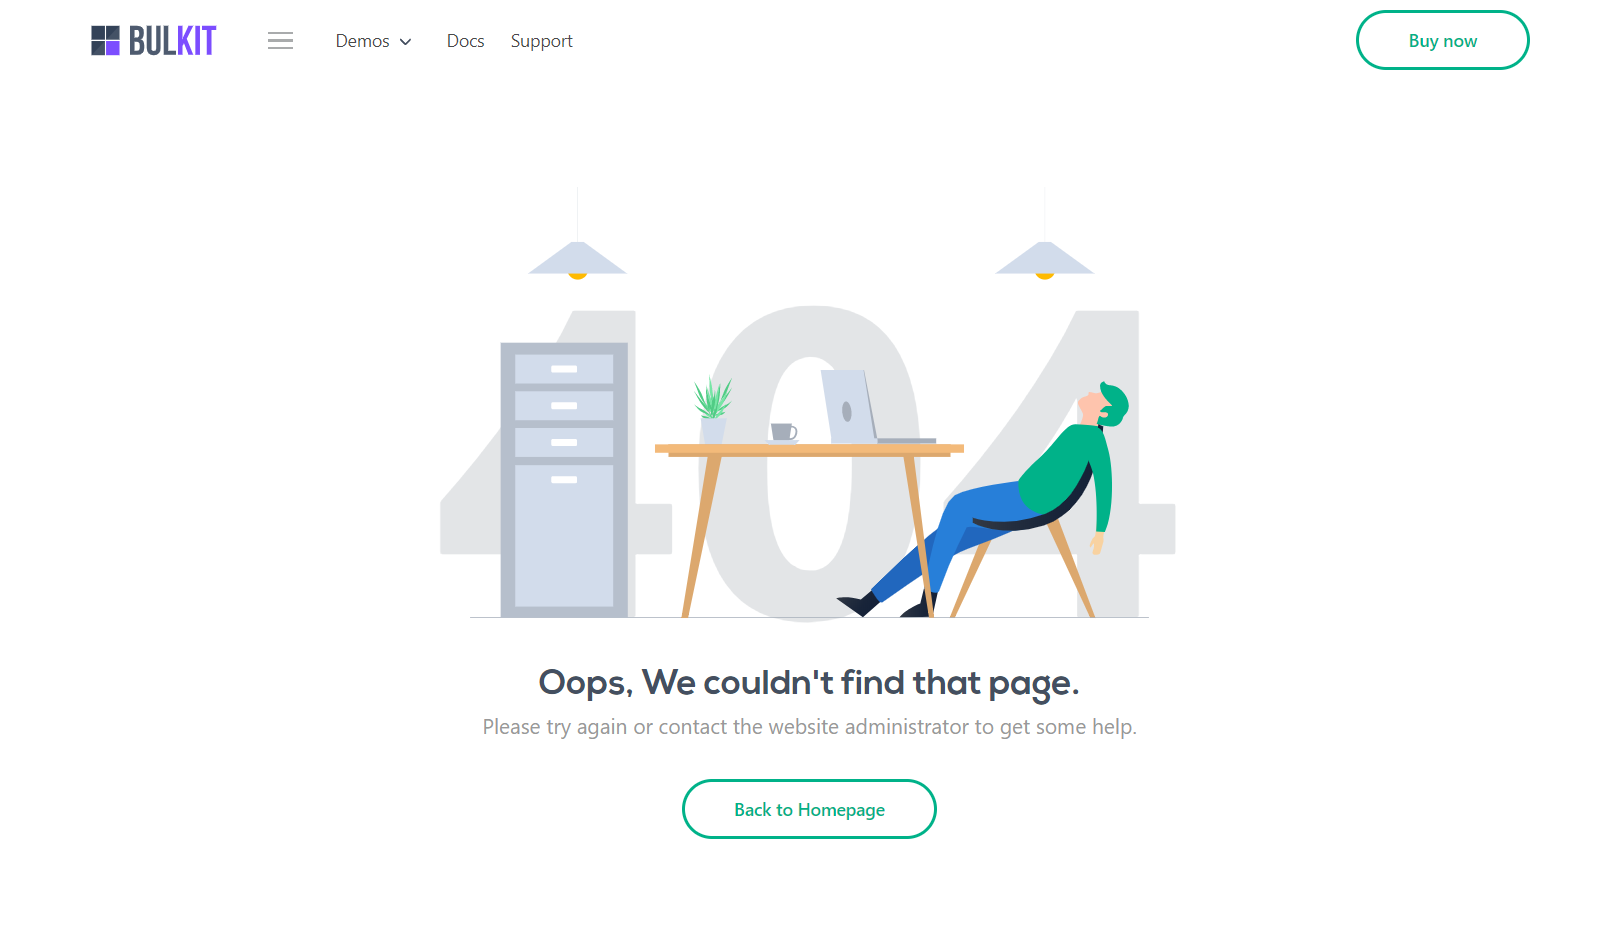 BULKIT
Demos Docs Support
Buy now
404
Oops, We couldn't find that page.
Please try again or contact the website administrator to get some help.
Back to Homepage